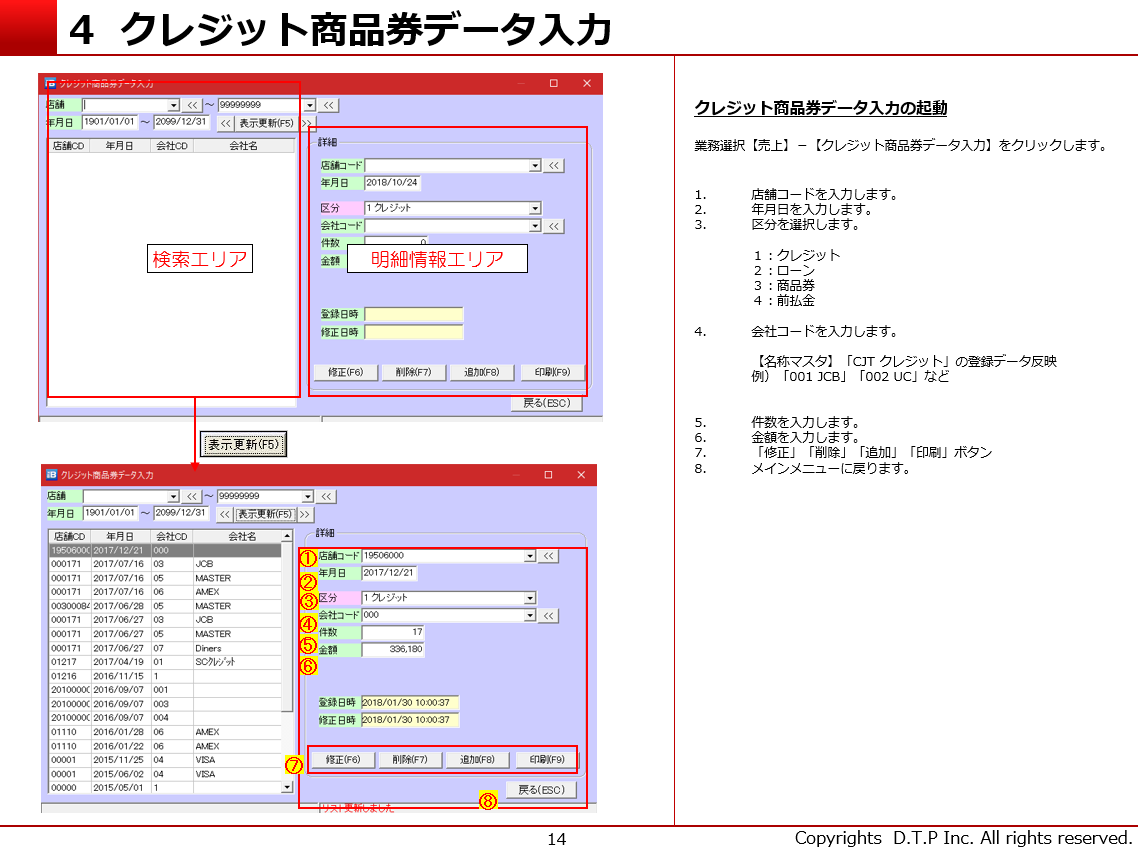 4 クレジット商品券データ入力
クレジット商品券データ入力
店舗 << ～ 99999999 <<
年月日 1901/01/01 ～ 2099/12/31 << 表示更新(F5) >>
店舗CD 年月日 会社CD 会社名
詳細
店舗コード <<
年月日 2018/10/24
区分 1 クレジット
会社コード <<
件数 0
金額
検索エリア
明細情報エリア
登録日時
修正日時
修正(F6) 削除(F7) 追加(F8) 印刷(F9)
戻る(ESC)
表示更新(F5)
クレジット商品券データ入力
店舗 << ～ 99999999 <<
年月日 1901/01/01 ～ 2099/12/31 << 表示更新(F5) >>
店舗CD 年月日 会社CD 会社名
19506000 2017/12/21 000
000171 2017/07/16 03 JCB
000171 2017/07/16 05 MASTER
000171 2017/07/16 06 AMEX
0030008 2017/06/28 05 MASTER
000171 2017/06/27 03 JCB
000171 2017/06/27 05 MASTER
000171 2017/06/27 07 Diners
01217 2017/04/19 01 SCクレジット
01216 2016/11/15 1
2010000 2016/09/07 001
2010000 2016/09/07 003
2010000 2016/09/07 004
01110 2016/01/28 06 AMEX
01110 2016/01/22 06 AMEX
00001 2015/11/25 04 VISA
00001 2015/06/02 04 VISA
00000 2015/05/01 1
詳細
① 店舗コード 19506000 <<
② 年月日 2017/12/21
③ 区分 1 クレジット
④ 会社コード 000 <<
⑤ 件数 17
⑥ 金額 336,180
登録日時 2018/01/30 10:00:37
修正日時 2018/01/30 10:00:37
⑦ 修正(F6) 削除(F7) 追加(F8) 印刷(F9)
⑧ 戻る(ESC)
リスト更新しました
クレジット商品券データ入力の起動
業務選択【売上】－【クレジット商品券データ入力】をクリックします。
1. 店舗コードを入力します。
2. 年月日を入力します。
3. 区分を選択します。
１：クレジット
２：ローン
３：商品券
４：前払金
4. 会社コードを入力します。
【名称マスタ】「CJT クレジット」の登録データ反映
例）「001 JCB」「002 UC」など
5. 件数を入力します。
6. 金額を入力します。
7. 「修正」「削除」「追加」「印刷」ボタン
8. メインメニューに戻ります。
14
Copyrights D.T.P Inc. All rights reserved.